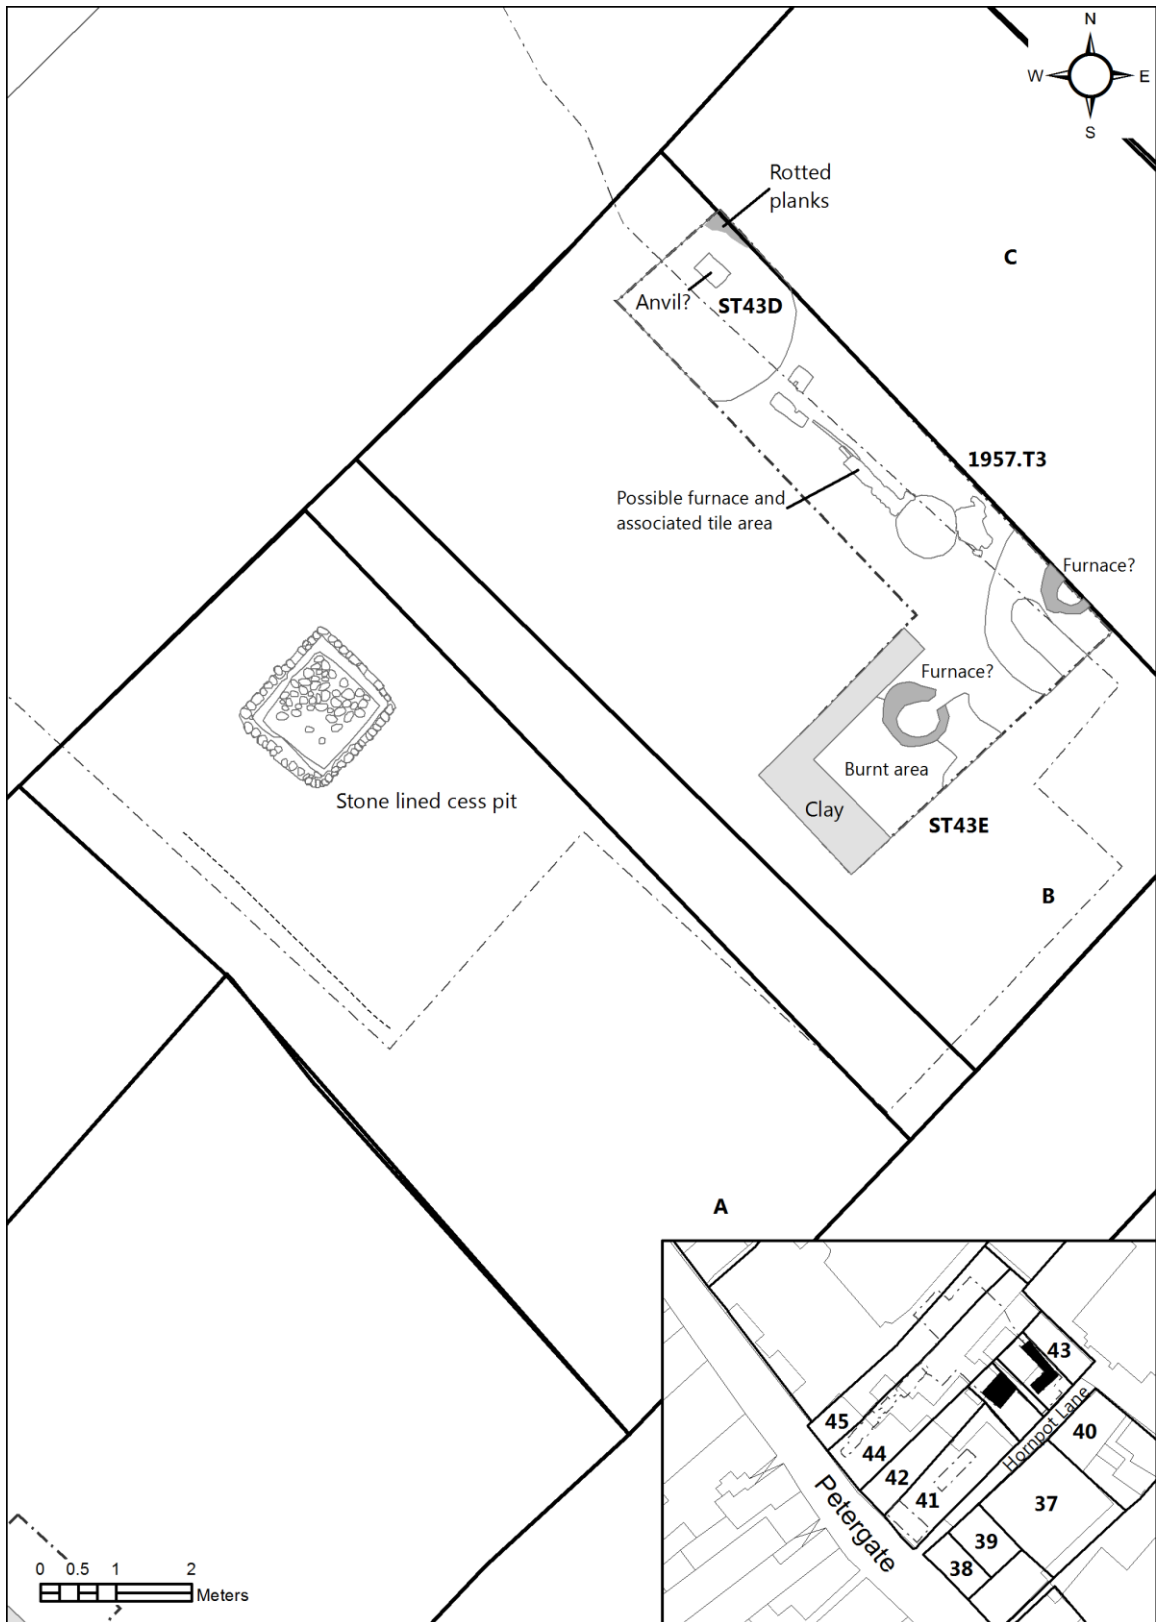 N
W
E
S
Rotted
planks
C
Anvil?
ST43D
1957.T3
Possible furnace and
associated tile area
Furnace?
Furnace?
Stone lined cess pit
Burnt area
Clay
ST43E
B
A
43
45
Hornpot Lane
40
44
42
37
41
Petergate
39
38
0 0.5 1 2
Meters